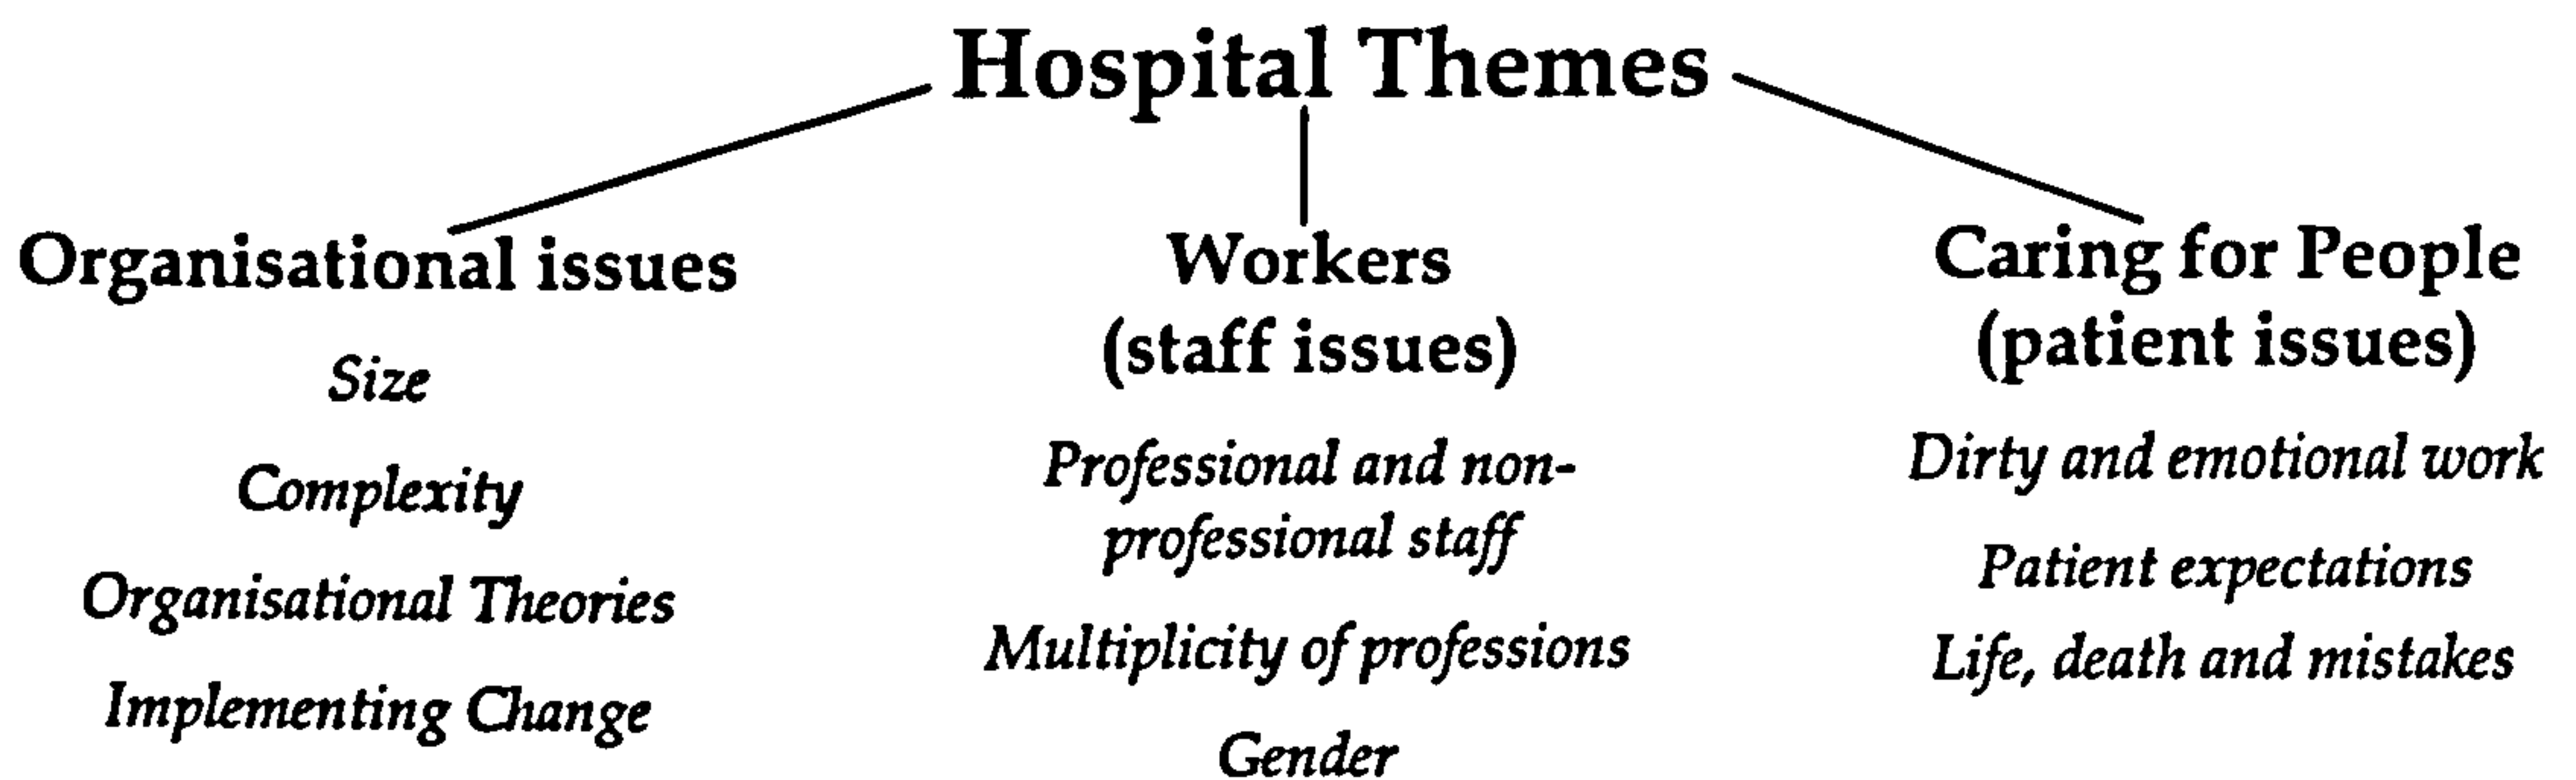 Hospital Themes
Organisational issues
Size
Complexity
Organisational Theories
Implementing Change
Workers
(staff issues)
Professional and non-
professional staff
Multiplicity of professions
Gender
Caring for People
(patient issues)
Dirty and emotional work
Patient expectations
Life, death and mistakes